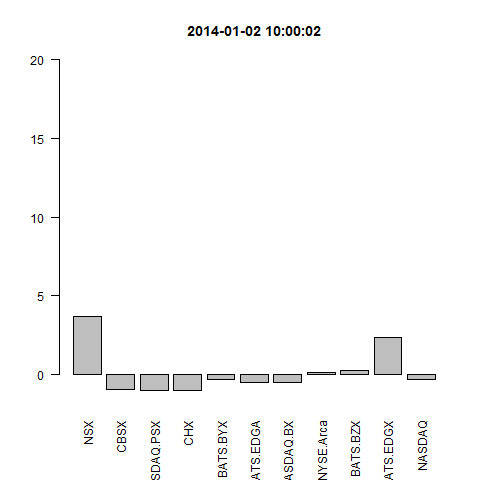 2014-01-02 10:00:02
20
15
10
5
0
NSX
CBSX
SDAQ.PSX
CHX
BATS.BYX
ATS.EDGA
ASDAQ.BX
NYSE.Arca
BATS.BZX
ATS.EDGX
NASDAQ